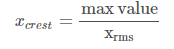 x_crest = max value / x_rms